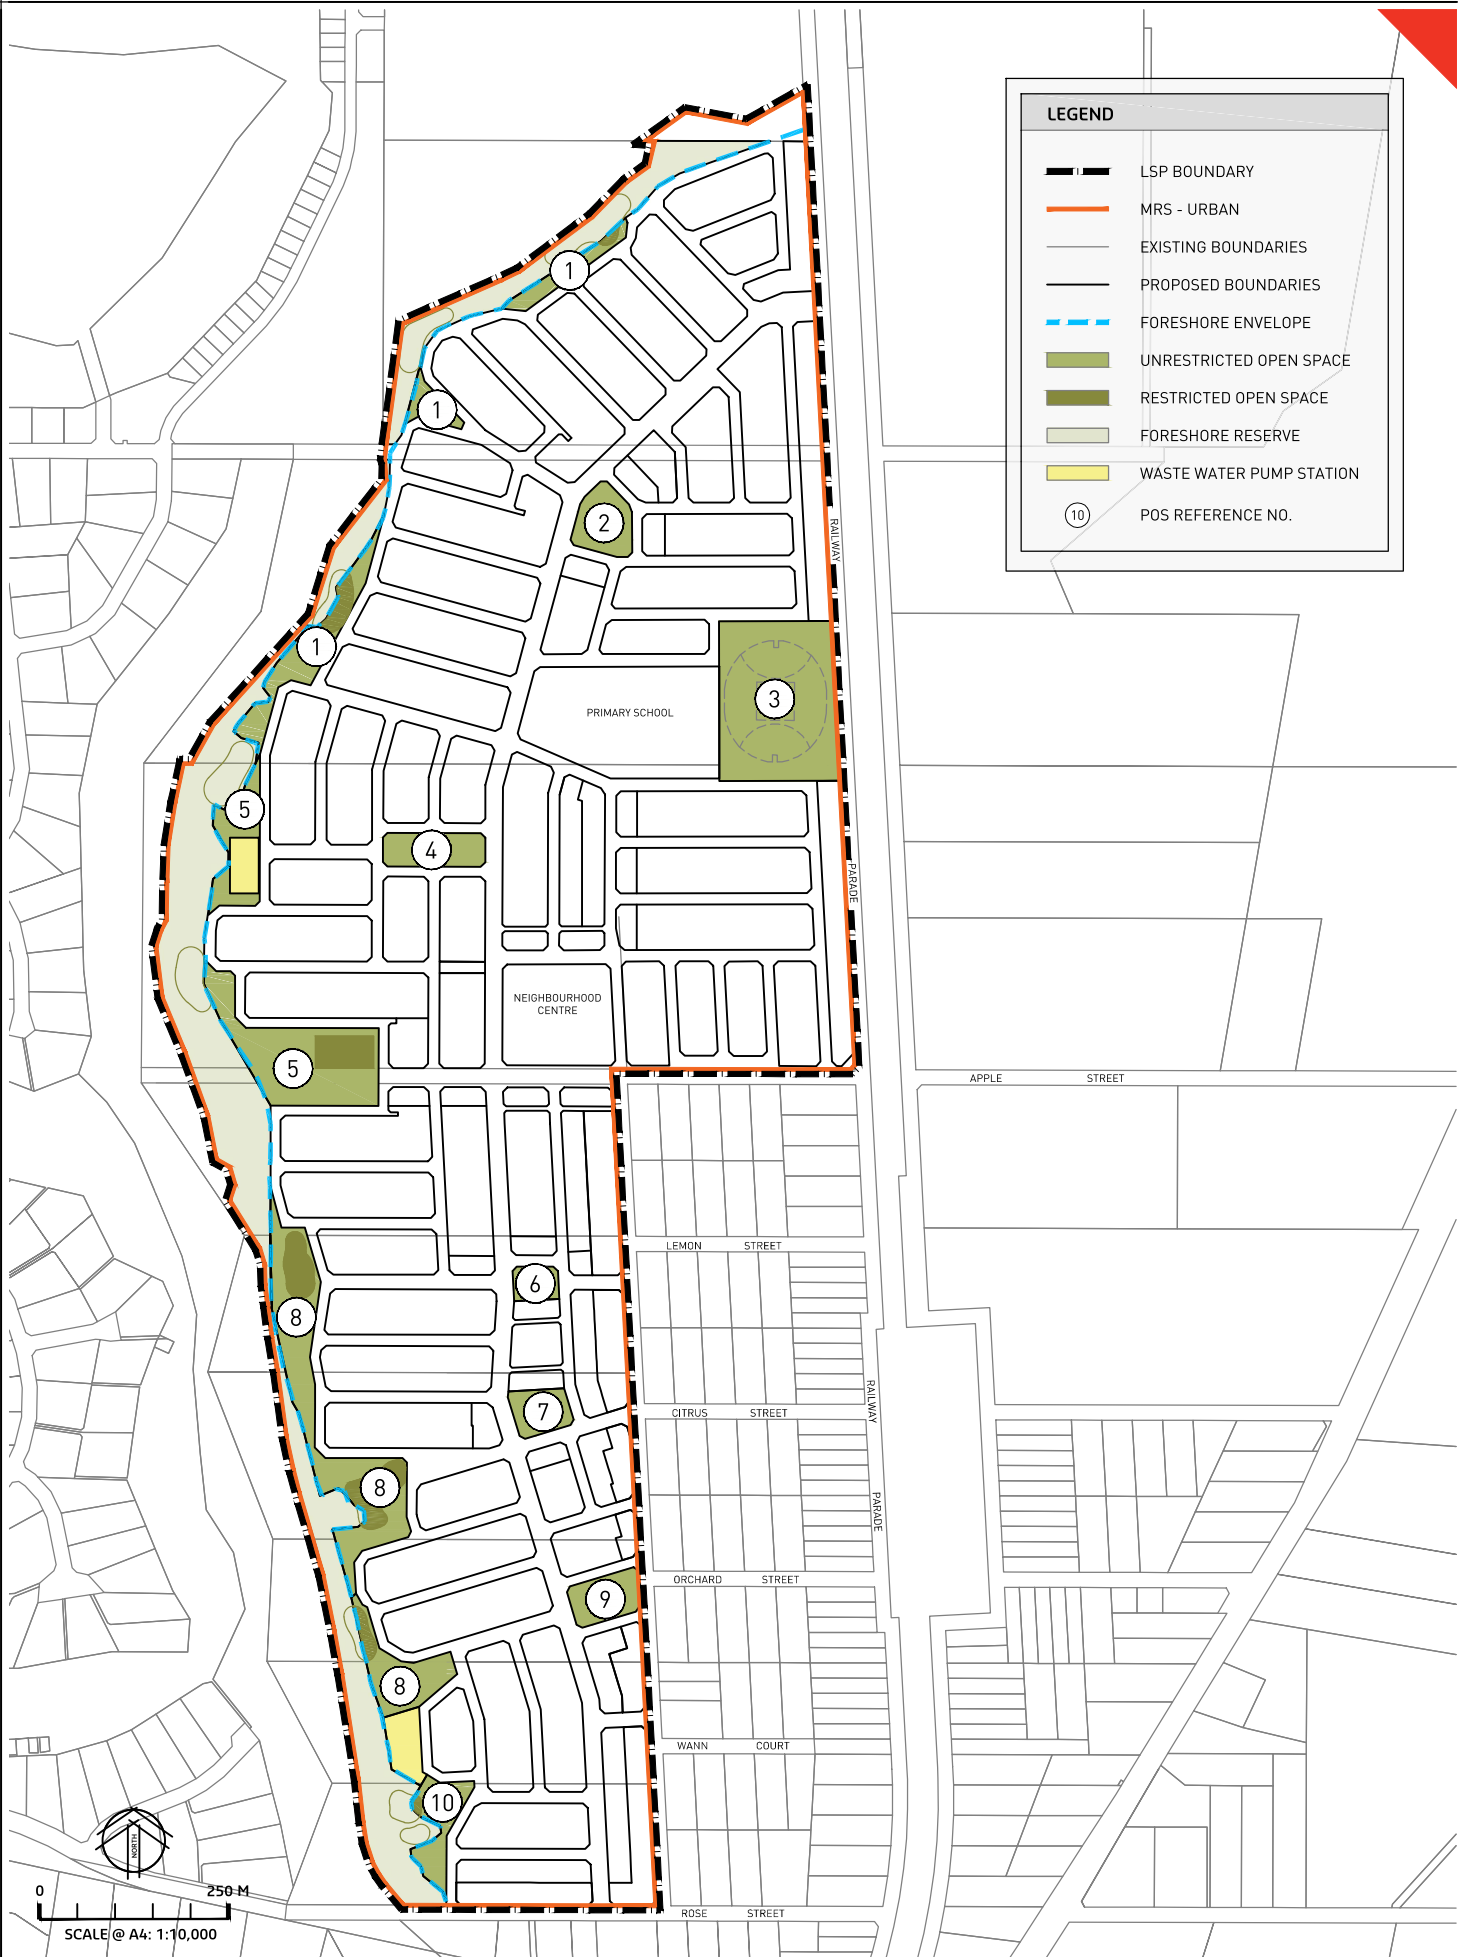 LEGEND
LSP BOUNDARY
MRS - URBAN
EXISTING BOUNDARIES
PROPOSED BOUNDARIES
FORESHORE ENVELOPE
UNRESTRICTED OPEN SPACE
RESTRICTED OPEN SPACE
FORESHORE RESERVE
WASTE WATER PUMP STATION
10 POS REFERENCE NO.
1
1
2
RAILWAY
1
3
PRIMARY SCHOOL
5
4
PARADE
NEIGHBOURHOOD
CENTRE
5
APPLE STREET
LEMON STREET
6
8
RAILWAY
7
CITRUS STREET
8
PARADE
ORCHARD STREET
9
8
WANN COURT
10
NORTH
0 250 M
SCALE @ A4: 1:10,000
ROSE STREET